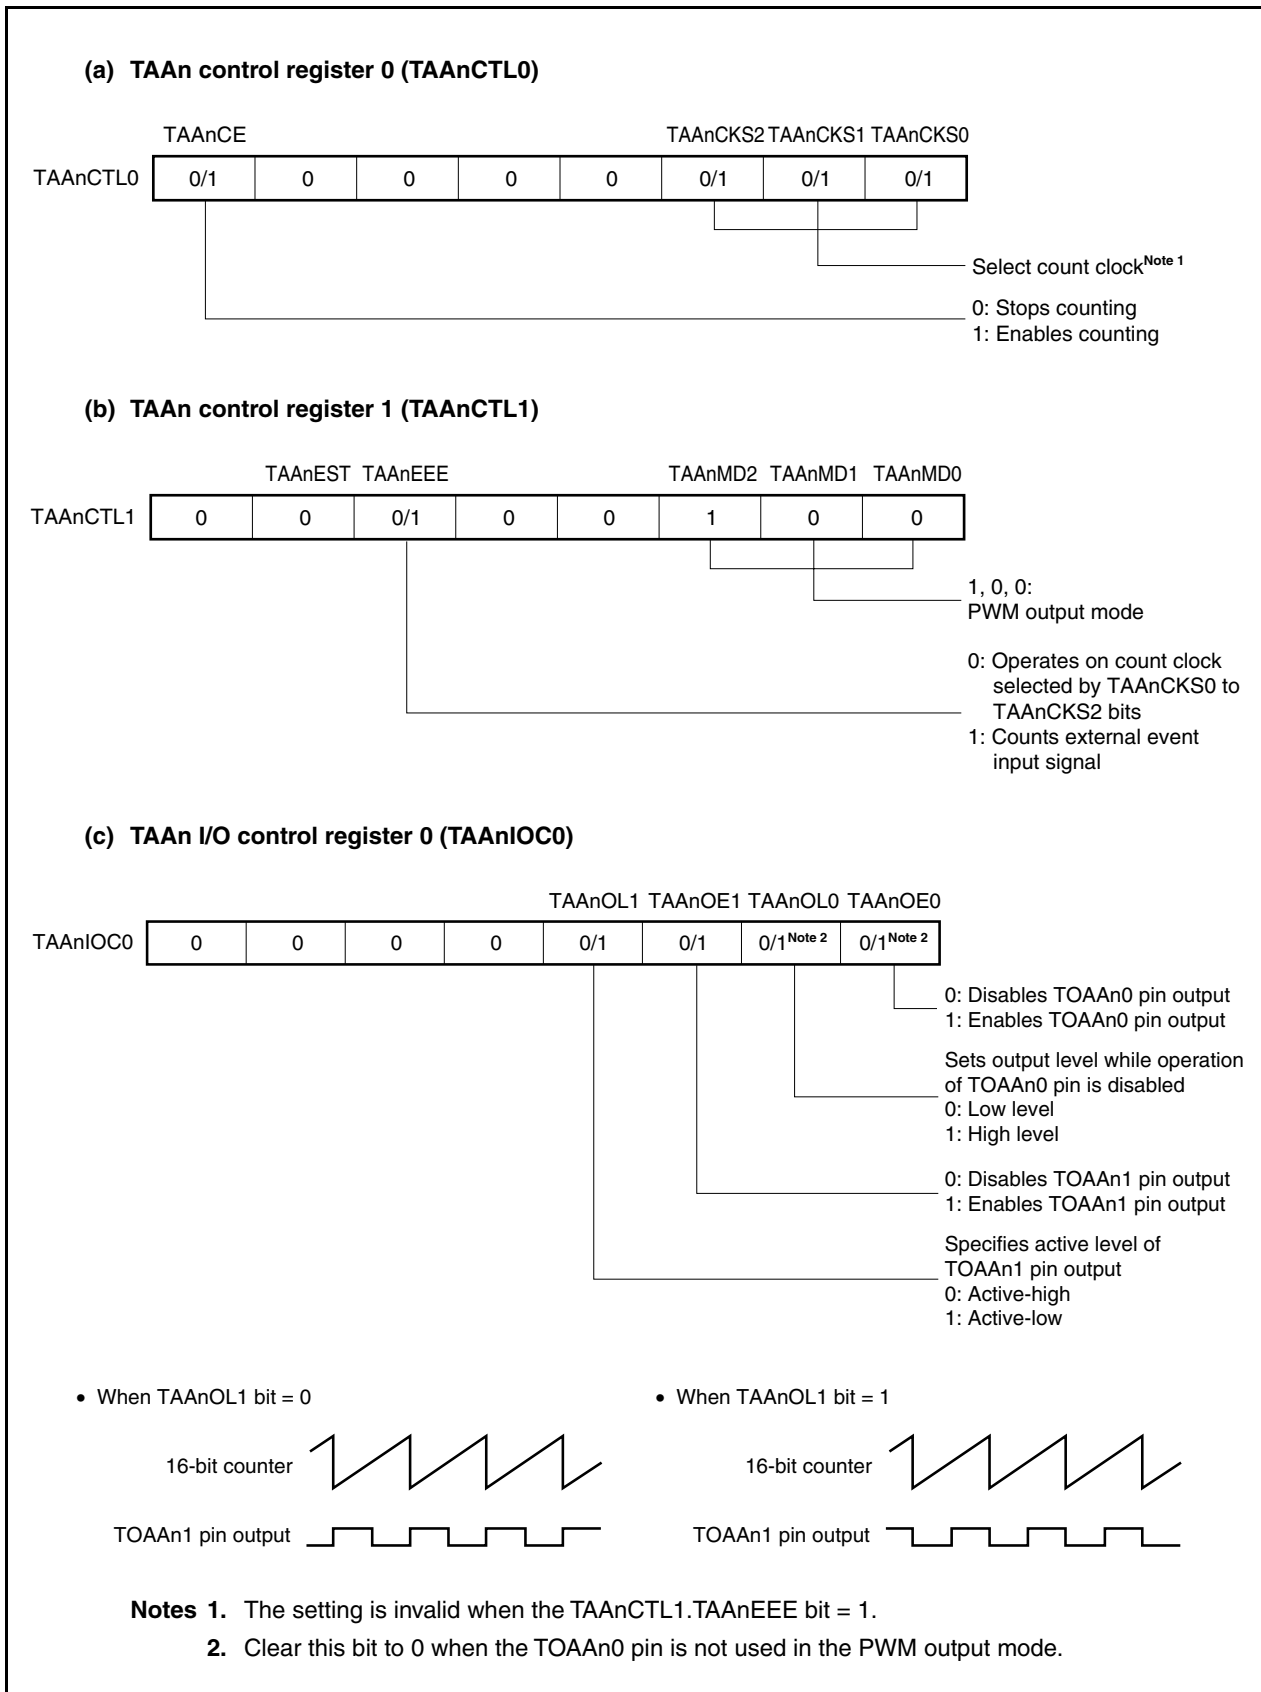 (a) TAAn control register 0 (TAAnCTL0)
TAAnCE TAAnCKS2 TAAnCKS1 TAAnCKS0
TAAnCTL0 0/1 0 0 0 0 0/1 0/1 0/1
Select count clock Note 1
0: Stops counting
1: Enables counting
(b) TAAn control register 1 (TAAnCTL1)
TAAnEST TAAnEEE TAAnMD2 TAAnMD1 TAAnMD0
TAAnCTL1 0 0 0/1 0 0 1 0 0
1, 0, 0:
PWM output mode
0: Operates on count clock
selected by TAAnCKS0 to
TAAnCKS2 bits
1: Counts external event
input signal
(c) TAAn I/O control register 0 (TAAnIOC0)
TAAnOL1 TAAnOE1 TAAnOL0 TAAnOE0
TAAnIOC0 0 0 0 0 0/1 0/1 0/1 Note 2 0/1 Note 2
0: Disables TOAAn0 pin output
1: Enables TOAAn0 pin output
Sets output level while operation
of TOAAn0 pin is disabled
0: Low level
1: High level
0: Disables TOAAn1 pin output
1: Enables TOAAn1 pin output
Specifies active level of
TOAAn1 pin output
0: Active-high
1: Active-low
• When TAAnOL1 bit = 0
16-bit counter
TOAAn1 pin output
• When TAAnOL1 bit = 1
16-bit counter
TOAAn1 pin output
Notes 1. The setting is invalid when the TAAnCTL1.TAAnEEE bit = 1.
2. Clear this bit to 0 when the TOAAn0 pin is not used in the PWM output mode.